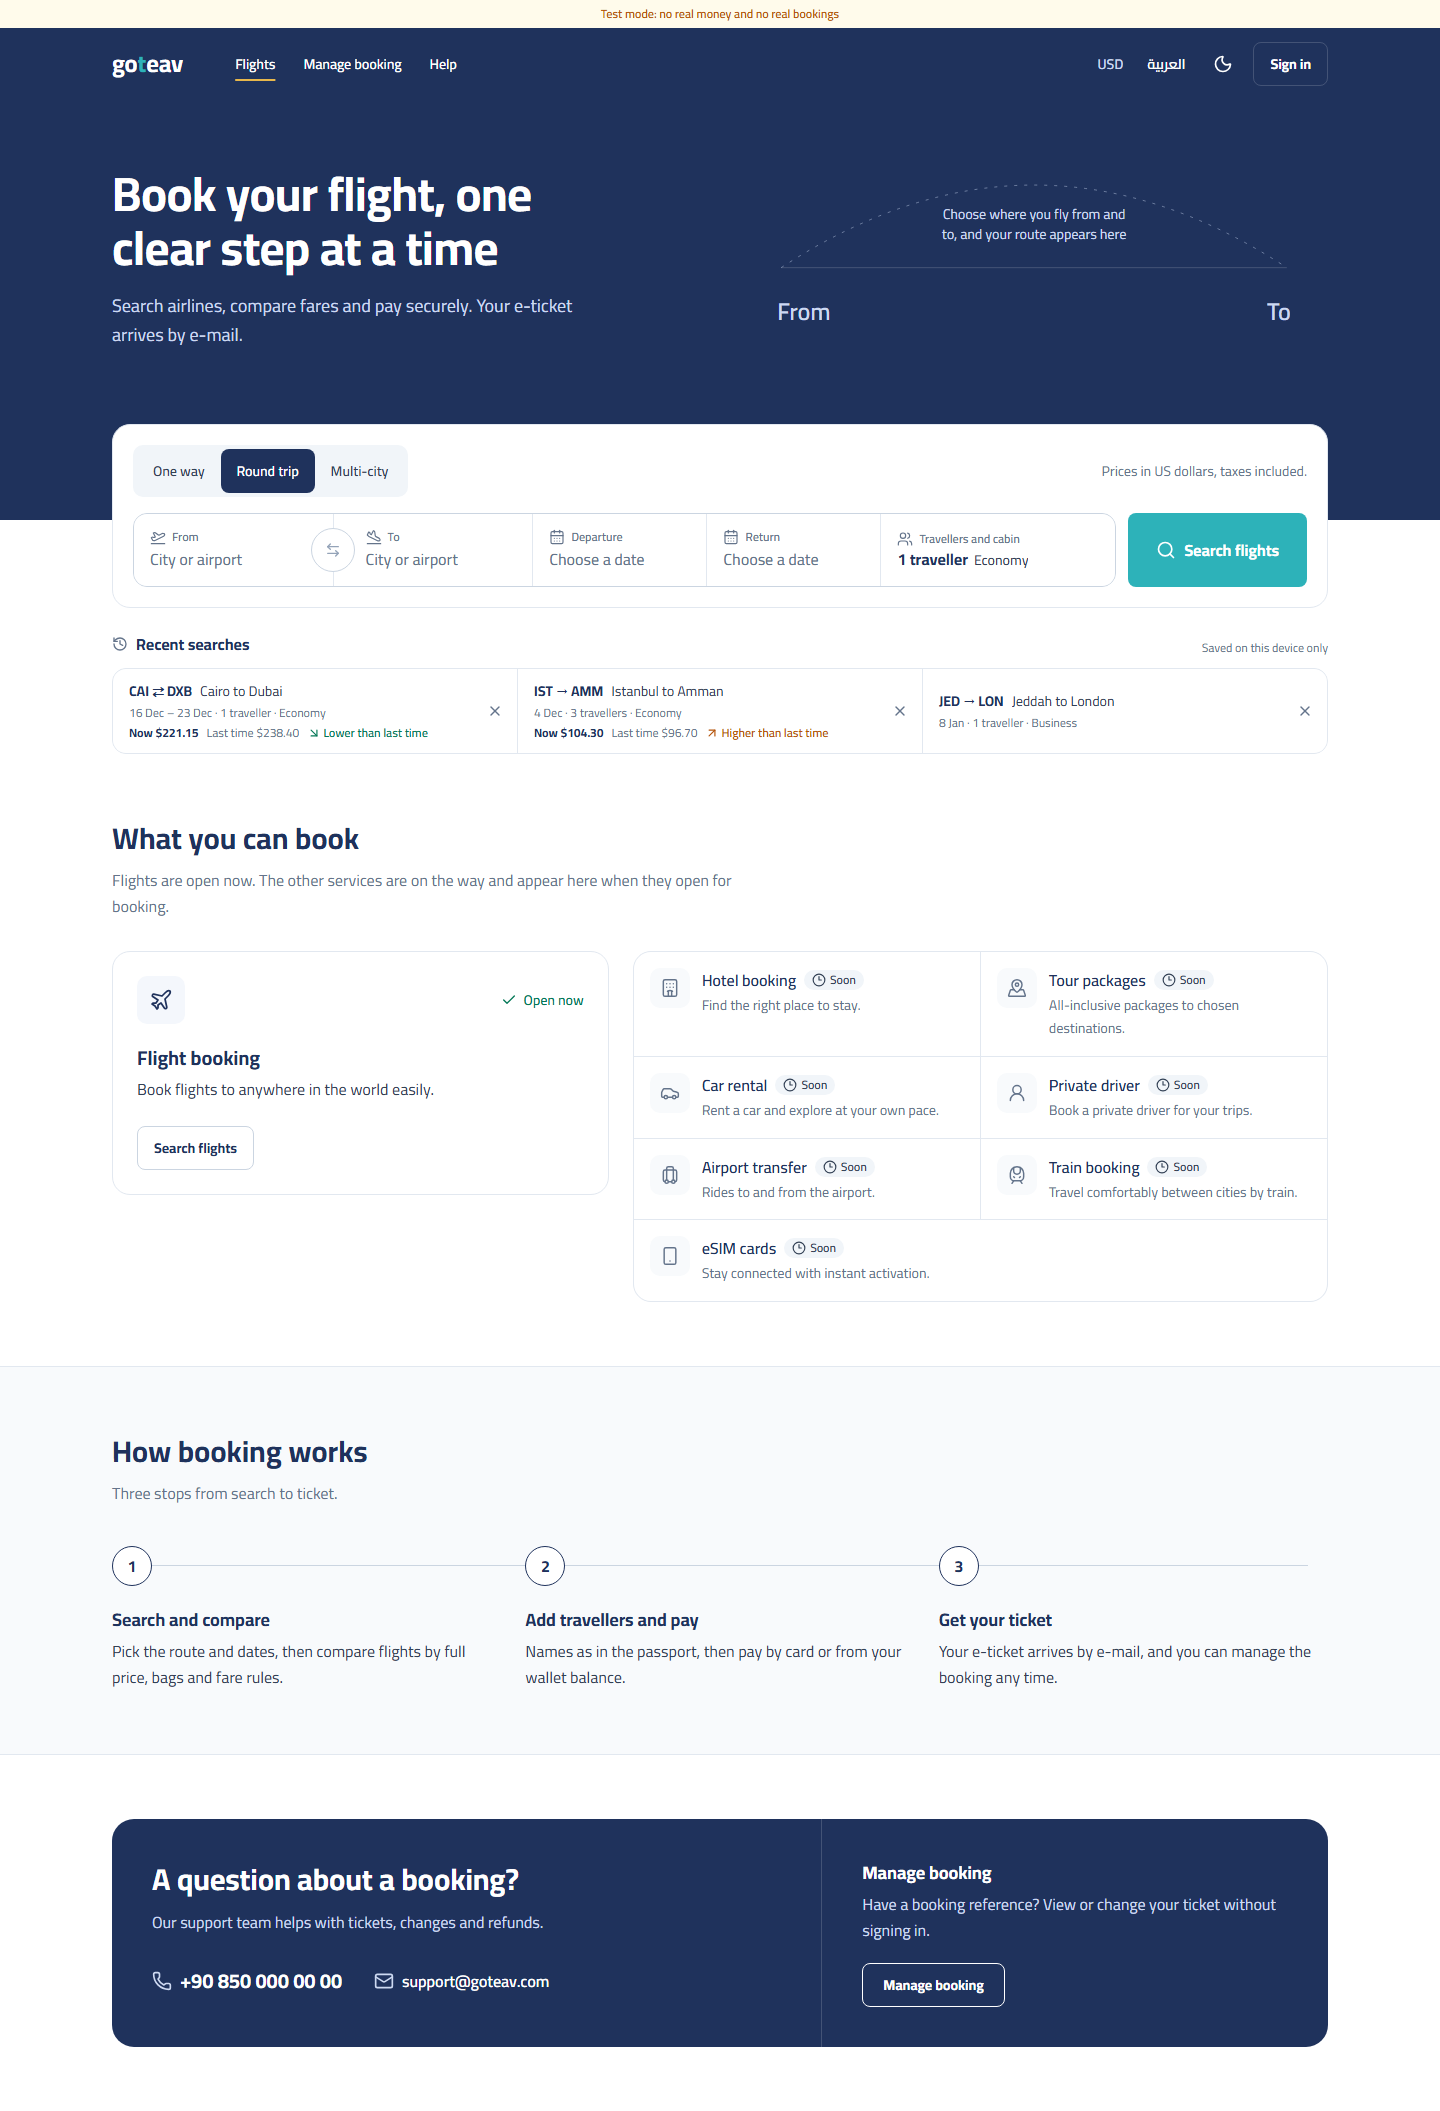 Test mode: no real money and no real bookings
goteav
Flights
Manage booking
Help
USD
العربية
Sign in
Book your flight, one
clear step at a time
Search airlines, compare fares and pay securely. Your e-ticket
arrives by e-mail.
Choose where you fly from and
to, and your route appears here
From
To
One way
Round trip
Multi-city
Prices in US dollars, taxes included.
From
City or airport
To
City or airport
Departure
Choose a date
Return
Choose a date
Travellers and cabin
1 traveller Economy
Search flights
Recent searches
Saved on this device only
CAI ⇄ DXB Cairo to Dubai
16 Dec – 23 Dec · 1 traveller · Economy
Now $221.15 Last time $238.40 Lower than last time
IST → AMM Istanbul to Amman
4 Dec · 3 travellers · Economy
Now $104.30 Last time $96.70 Higher than last time
JED → LON Jeddah to London
8 Jan · 1 traveller · Business
What you can book
Flights are open now. The other services are on the way and appear here when they open for
booking.
Open now
Flight booking
Book flights to anywhere in the world easily.
Search flights
Hotel booking Soon
Find the right place to stay.
Tour packages Soon
All-inclusive packages to chosen
destinations.
Car rental Soon
Rent a car and explore at your own pace.
Private driver Soon
Book a private driver for your trips.
Airport transfer Soon
Rides to and from the airport.
Train booking Soon
Travel comfortably between cities by train.
eSIM cards Soon
Stay connected with instant activation.
How booking works
Three stops from search to ticket.
1
Search and compare
Pick the route and dates, then compare flights by full
price, bags and fare rules.
2
Add travellers and pay
Names as in the passport, then pay by card or from your
wallet balance.
3
Get your ticket
Your e-ticket arrives by e-mail, and you can manage the
booking any time.
A question about a booking?
Our support team helps with tickets, changes and refunds.
+90 850 000 00 00
support@goteav.com
Manage booking
Have a booking reference? View or change your ticket without
signing in.
Manage booking